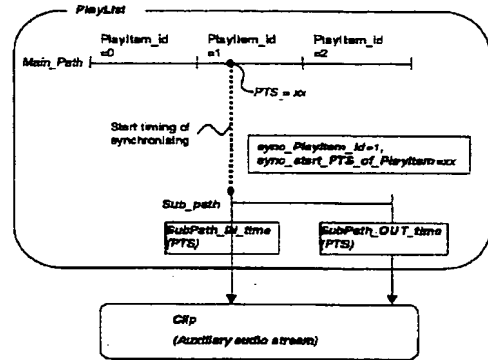 PlayList
PlayItem_id
=0
PlayItem_id
=1
PlayItem_id
=2
Main_Path
PTS = xx
Start timing of
synchronising
sync_PlayItem_id=1,
sync_start_PTS_of_PlayItem=xx
Sub_path
SubPath_IN_time
(PTS)
SubPath_OUT_time
(PTS)
Clip
(Auxiliary audio stream)